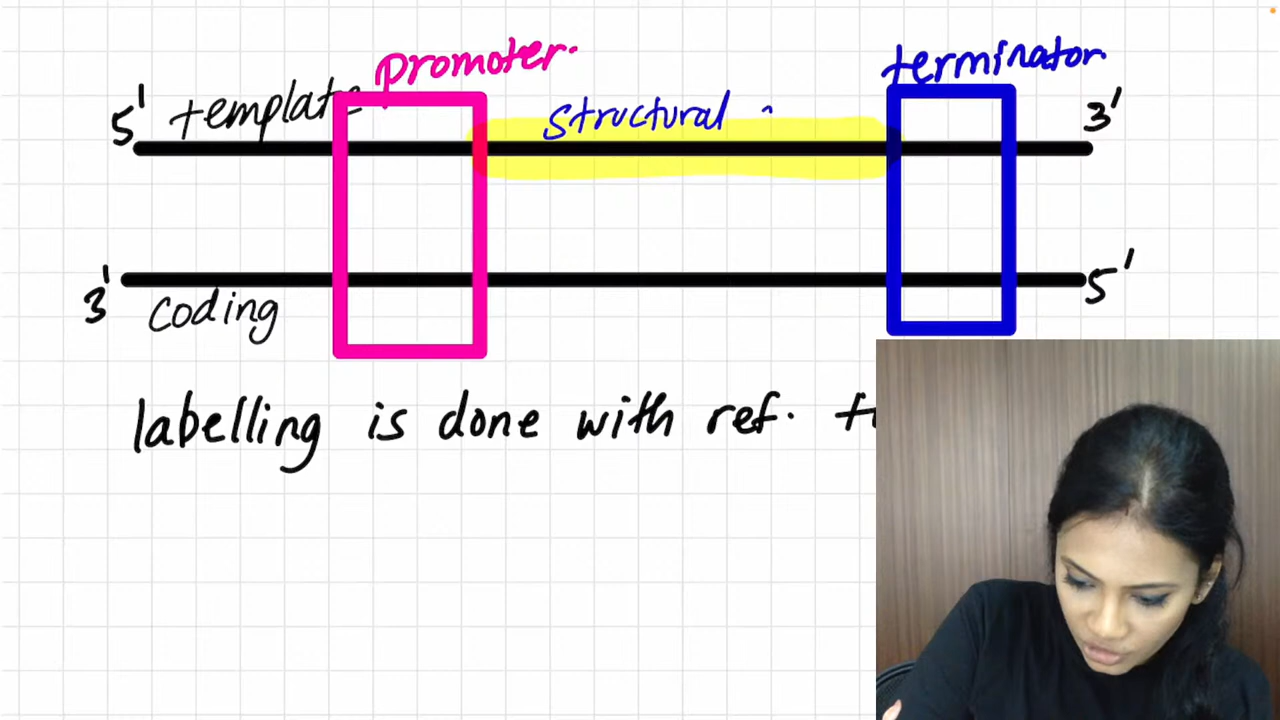 promoter.
terminator
5' template structural 3'
3' coding 5'
labelling is done with ref.